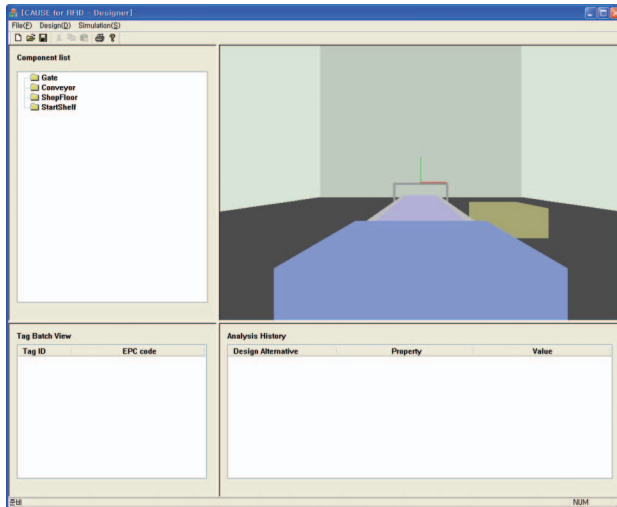 [CAUSE for RFID - Designer]
File(F) Design(D) Simulation(S)
Component list
Gate
Conveyor
ShopFloor
StartShelf
Tag Batch View
Tag ID EPC code
Analysis History
Design Alternative Property Value
준비 NUM